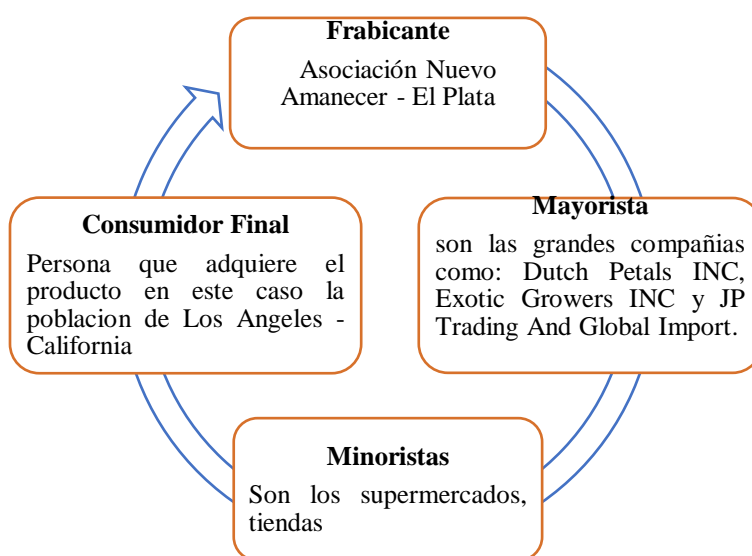 Frabicante
Asociación Nuevo
Amanecer - El Plata
Mayorista
son las grandes compañias
como: Dutch Petals INC,
Exotic Growers INC y JP
Trading And Global Import.
Minoristas
Son los supermercados,
tiendas
Consumidor Final
Persona que adquiere el
producto en este caso la
poblacion de Los Angeles -
California